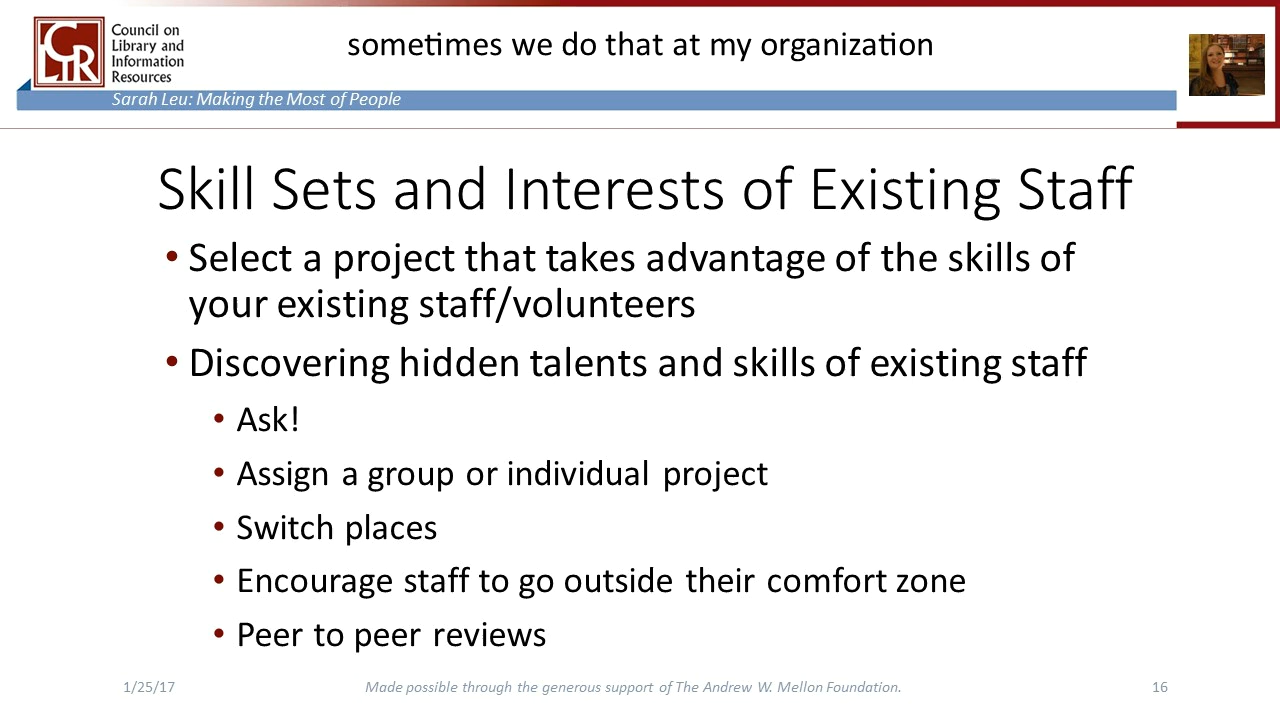 CLIR
Council on
Library and
Information
Resources
sometimes we do that at my organization
Sarah Leu: Making the Most of People
Skill Sets and Interests of Existing Staff
• Select a project that takes advantage of the skills of
your existing staff/volunteers
• Discovering hidden talents and skills of existing staff
• Ask!
• Assign a group or individual project
• Switch places
• Encourage staff to go outside their comfort zone
• Peer to peer reviews
1/25/17
Made possible through the generous support of The Andrew W. Mellon Foundation.
16